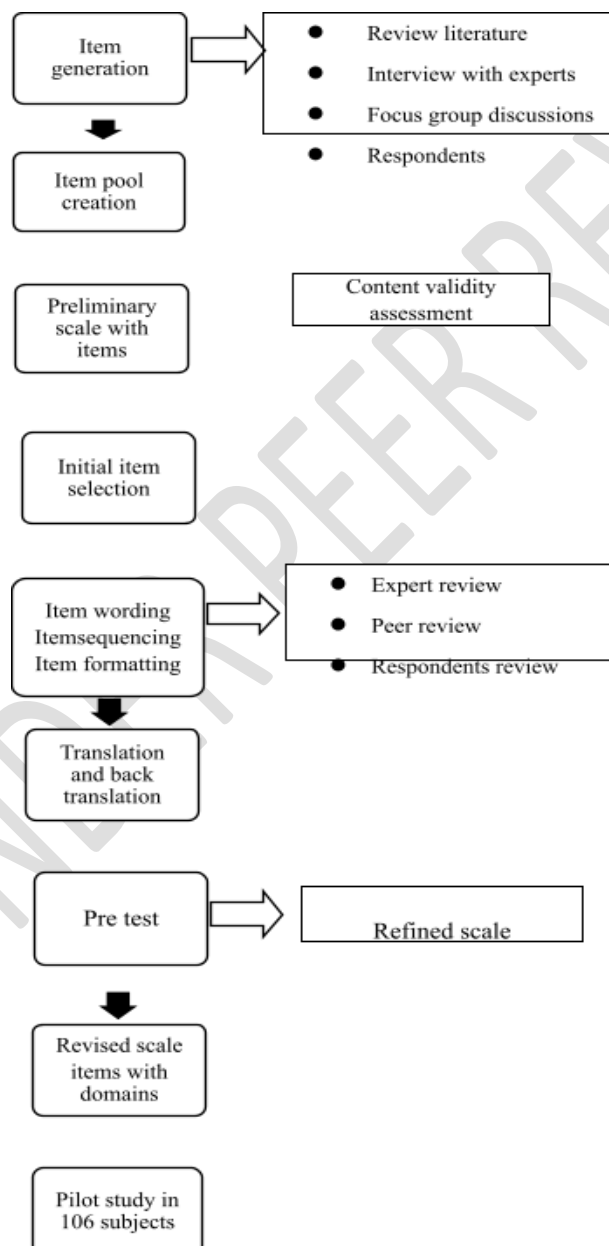 Item
generation
● Review literature
● Interview with experts
● Focus group discussions
● Respondents
Item pool
creation
Preliminary
scale with
items
Content validity
assessment
Initial item
selection
Item wording
Itemsequencing
Item formatting
● Expert review
● Peer review
● Respondents review
Translation
and back
translation
Pre test
Refined scale
Revised scale
items with
domains
Pilot study in
106 subjects